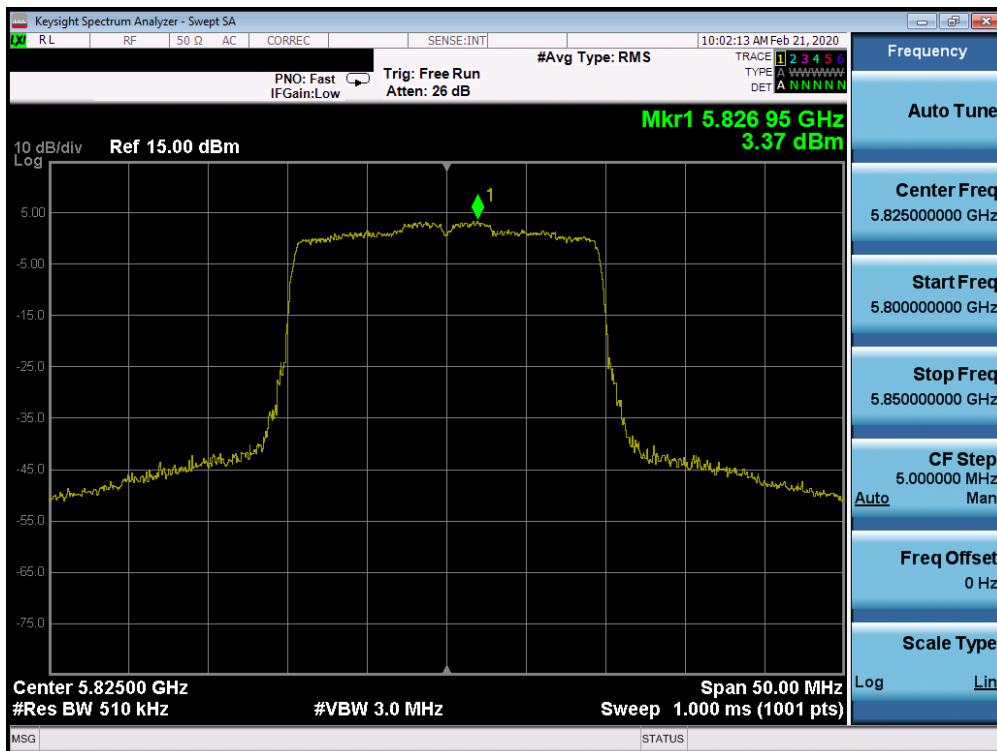 Keysight Spectrum Analyzer - Swept SA
LXI RL RF 50 Ω AC CORREC SENSE:INT 10:02:13 AM Feb 21, 2020
Frequency
#Avg Type: RMS
TRACE 1 2 3 4 5 6
PNO: Fast Trig: Free Run
TYPE A WWWWW
IFGain:Low Atten: 26 dB
DET A N N N N N
Auto Tune
Mkr1 5.826 95 GHz
3.37 dBm
10 dB/div Ref 15.00 dBm
Log
1
5.00
-5.00
-15.0
-25.0
-35.0
-45.0
-55.0
-65.0
-75.0
Center Freq
5.825000000 GHz
Start Freq
5.800000000 GHz
Stop Freq
5.850000000 GHz
CF Step
5.000000 MHz
Auto Man
Freq Offset
0 Hz
Scale Type
Log Lin
Center 5.82500 GHz Span 50.00 MHz
#Res BW 510 kHz #VBW 3.0 MHz Sweep 1.000 ms (1001 pts)
MSG STATUS